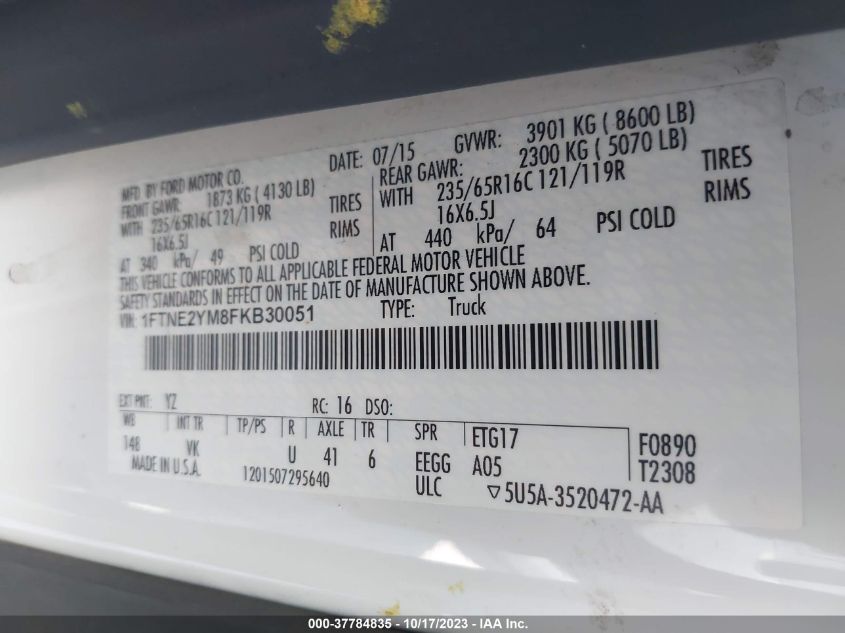 MFD BY FORD MOTOR CO. DATE: 07/15 GVWR: 3901 KG ( 8600 LB)
FRONT GAWR: 1873 KG ( 4130 LB) REAR GAWR: 2300 KG ( 5070 LB)
WITH 235/65R16C 121/119R TIRES WITH 235/65R16C 121/119R TIRES
16X6.5J RIMS 16X6.5J RIMS
AT 340 kPa/ 49 PSI COLD AT 440 kPa/ 64 PSI COLD
THIS VEHICLE CONFORMS TO ALL APPLICABLE FEDERAL MOTOR VEHICLE
SAFETY STANDARDS IN EFFECT ON THE DATE OF MANUFACTURE SHOWN ABOVE.
VIN: 1FTNE2YM8FKB30051 TYPE: Truck
EXT PNT: YZ RC: 16 DSO:
WB INT TR TP/PS R AXLE TR SPR ETG17 F0890
148 VK U 41 6 EEGG A05 T2308
MADE IN U.S.A. 1201507295640 ULC ▽5U5A-3520472-AA
000-37784835 - 10/17/2023 - IAA Inc.